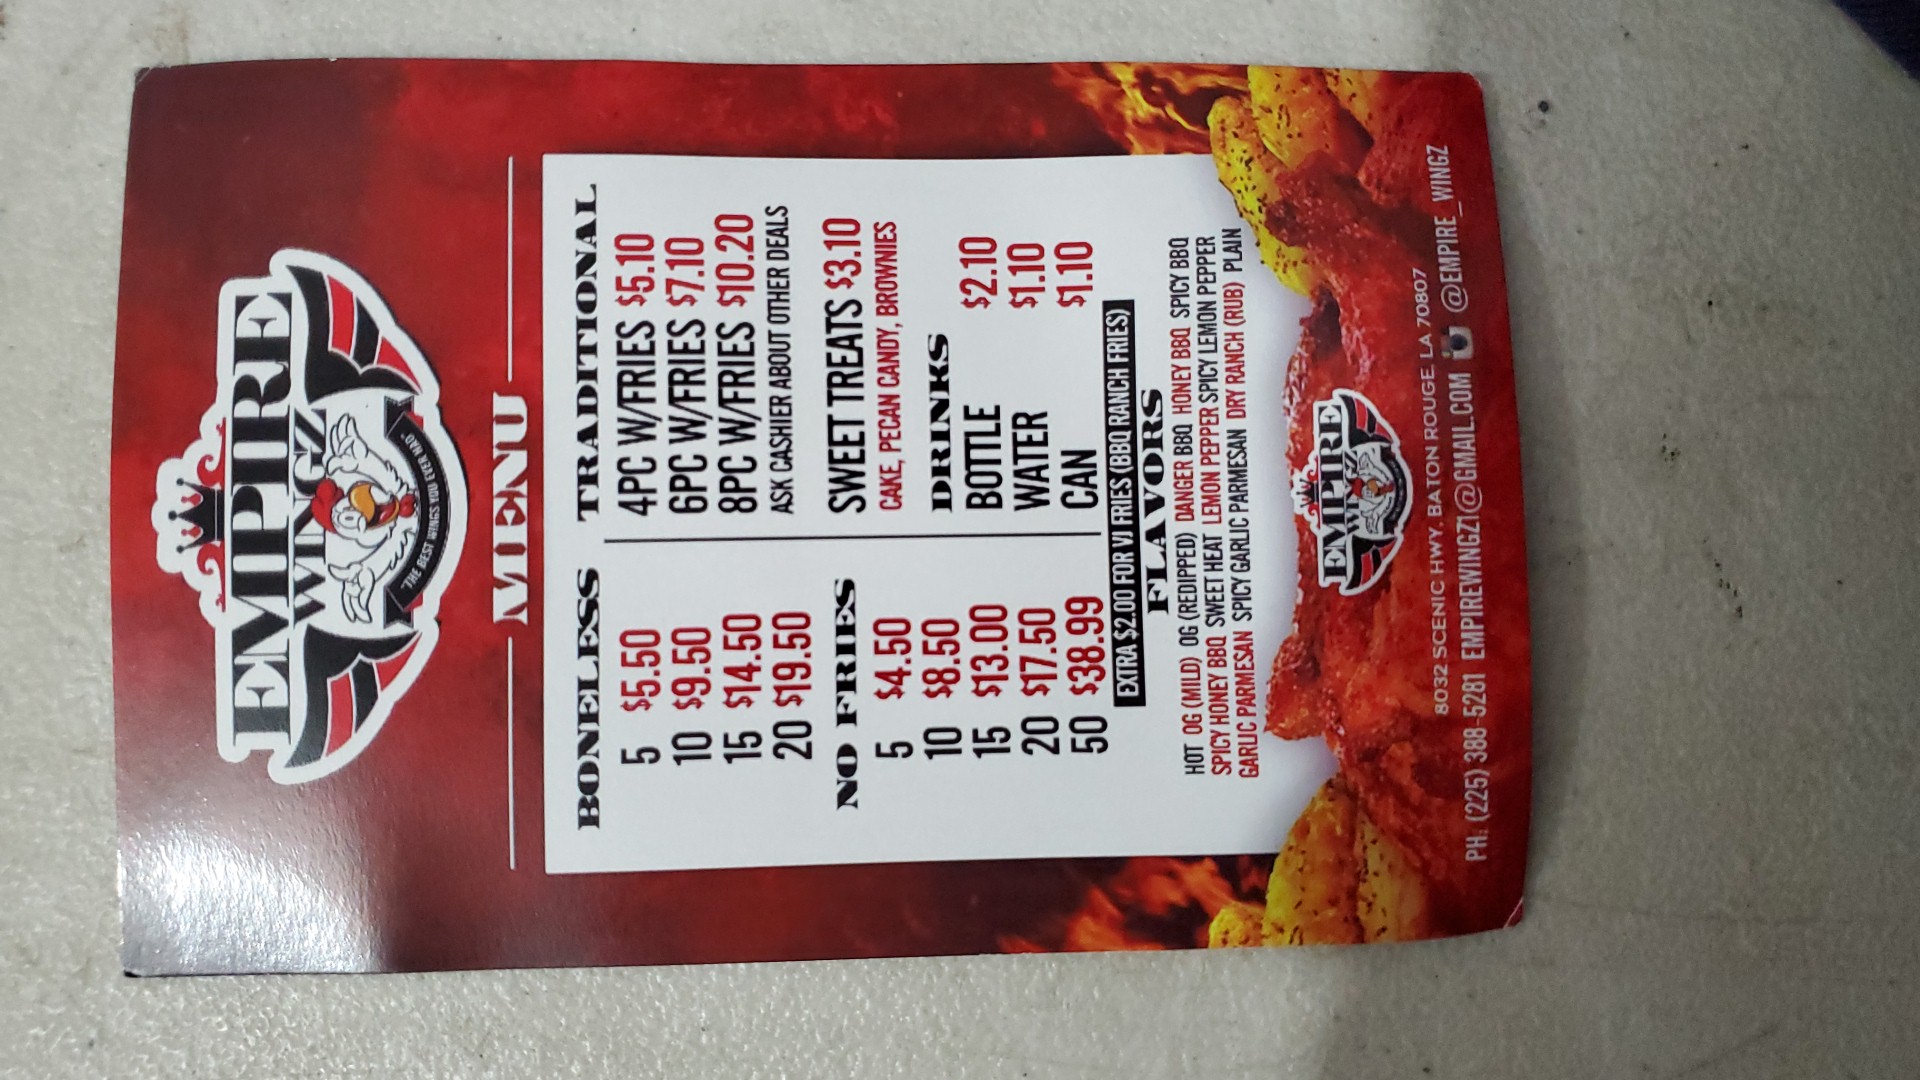 EMPIRE
WINGZ
"THE BEST WINGS YOU EVER HAD"
MENU
BONELESS
5 $5.50
10 $9.50
15 $14.50
20 $19.50
NO FRIES
5 $4.50
10 $8.50
15 $13.00
20 $17.50
50 $38.99
TRADITIONAL
4PC W/FRIES $5.10
6PC W/FRIES $7.10
8PC W/FRIES $10.20
ASK CASHIER ABOUT OTHER DEALS
SWEET TREATS $3.10
CAKE, PECAN CANDY, BROWNIES
DRINKS
BOTTLE $2.10
WATER $1.10
CAN $1.10
EXTRA $2.00 FOR VJ FRIES (BBQ RANCH FRIES)
FLAVORS
HOT OG (MILD) OG (REDIPPED) DANGER BBQ HONEY BBQ SPICY BBQ
SPICY HONEY BBQ SWEET HEAT LEMON PEPPER SPICY LEMON PEPPER
GARLIC PARMESAN SPICY GARLIC PARMESAN DRY RANCH (RUB) PLAIN
EMPIRE
WINGZ
8032 SCENIC HWY, BATON ROUGE, LA 70807
PH: (225) 388-5281 EMPIREWINGZ1@GMAIL.COM @EMPIRE_WINGZ